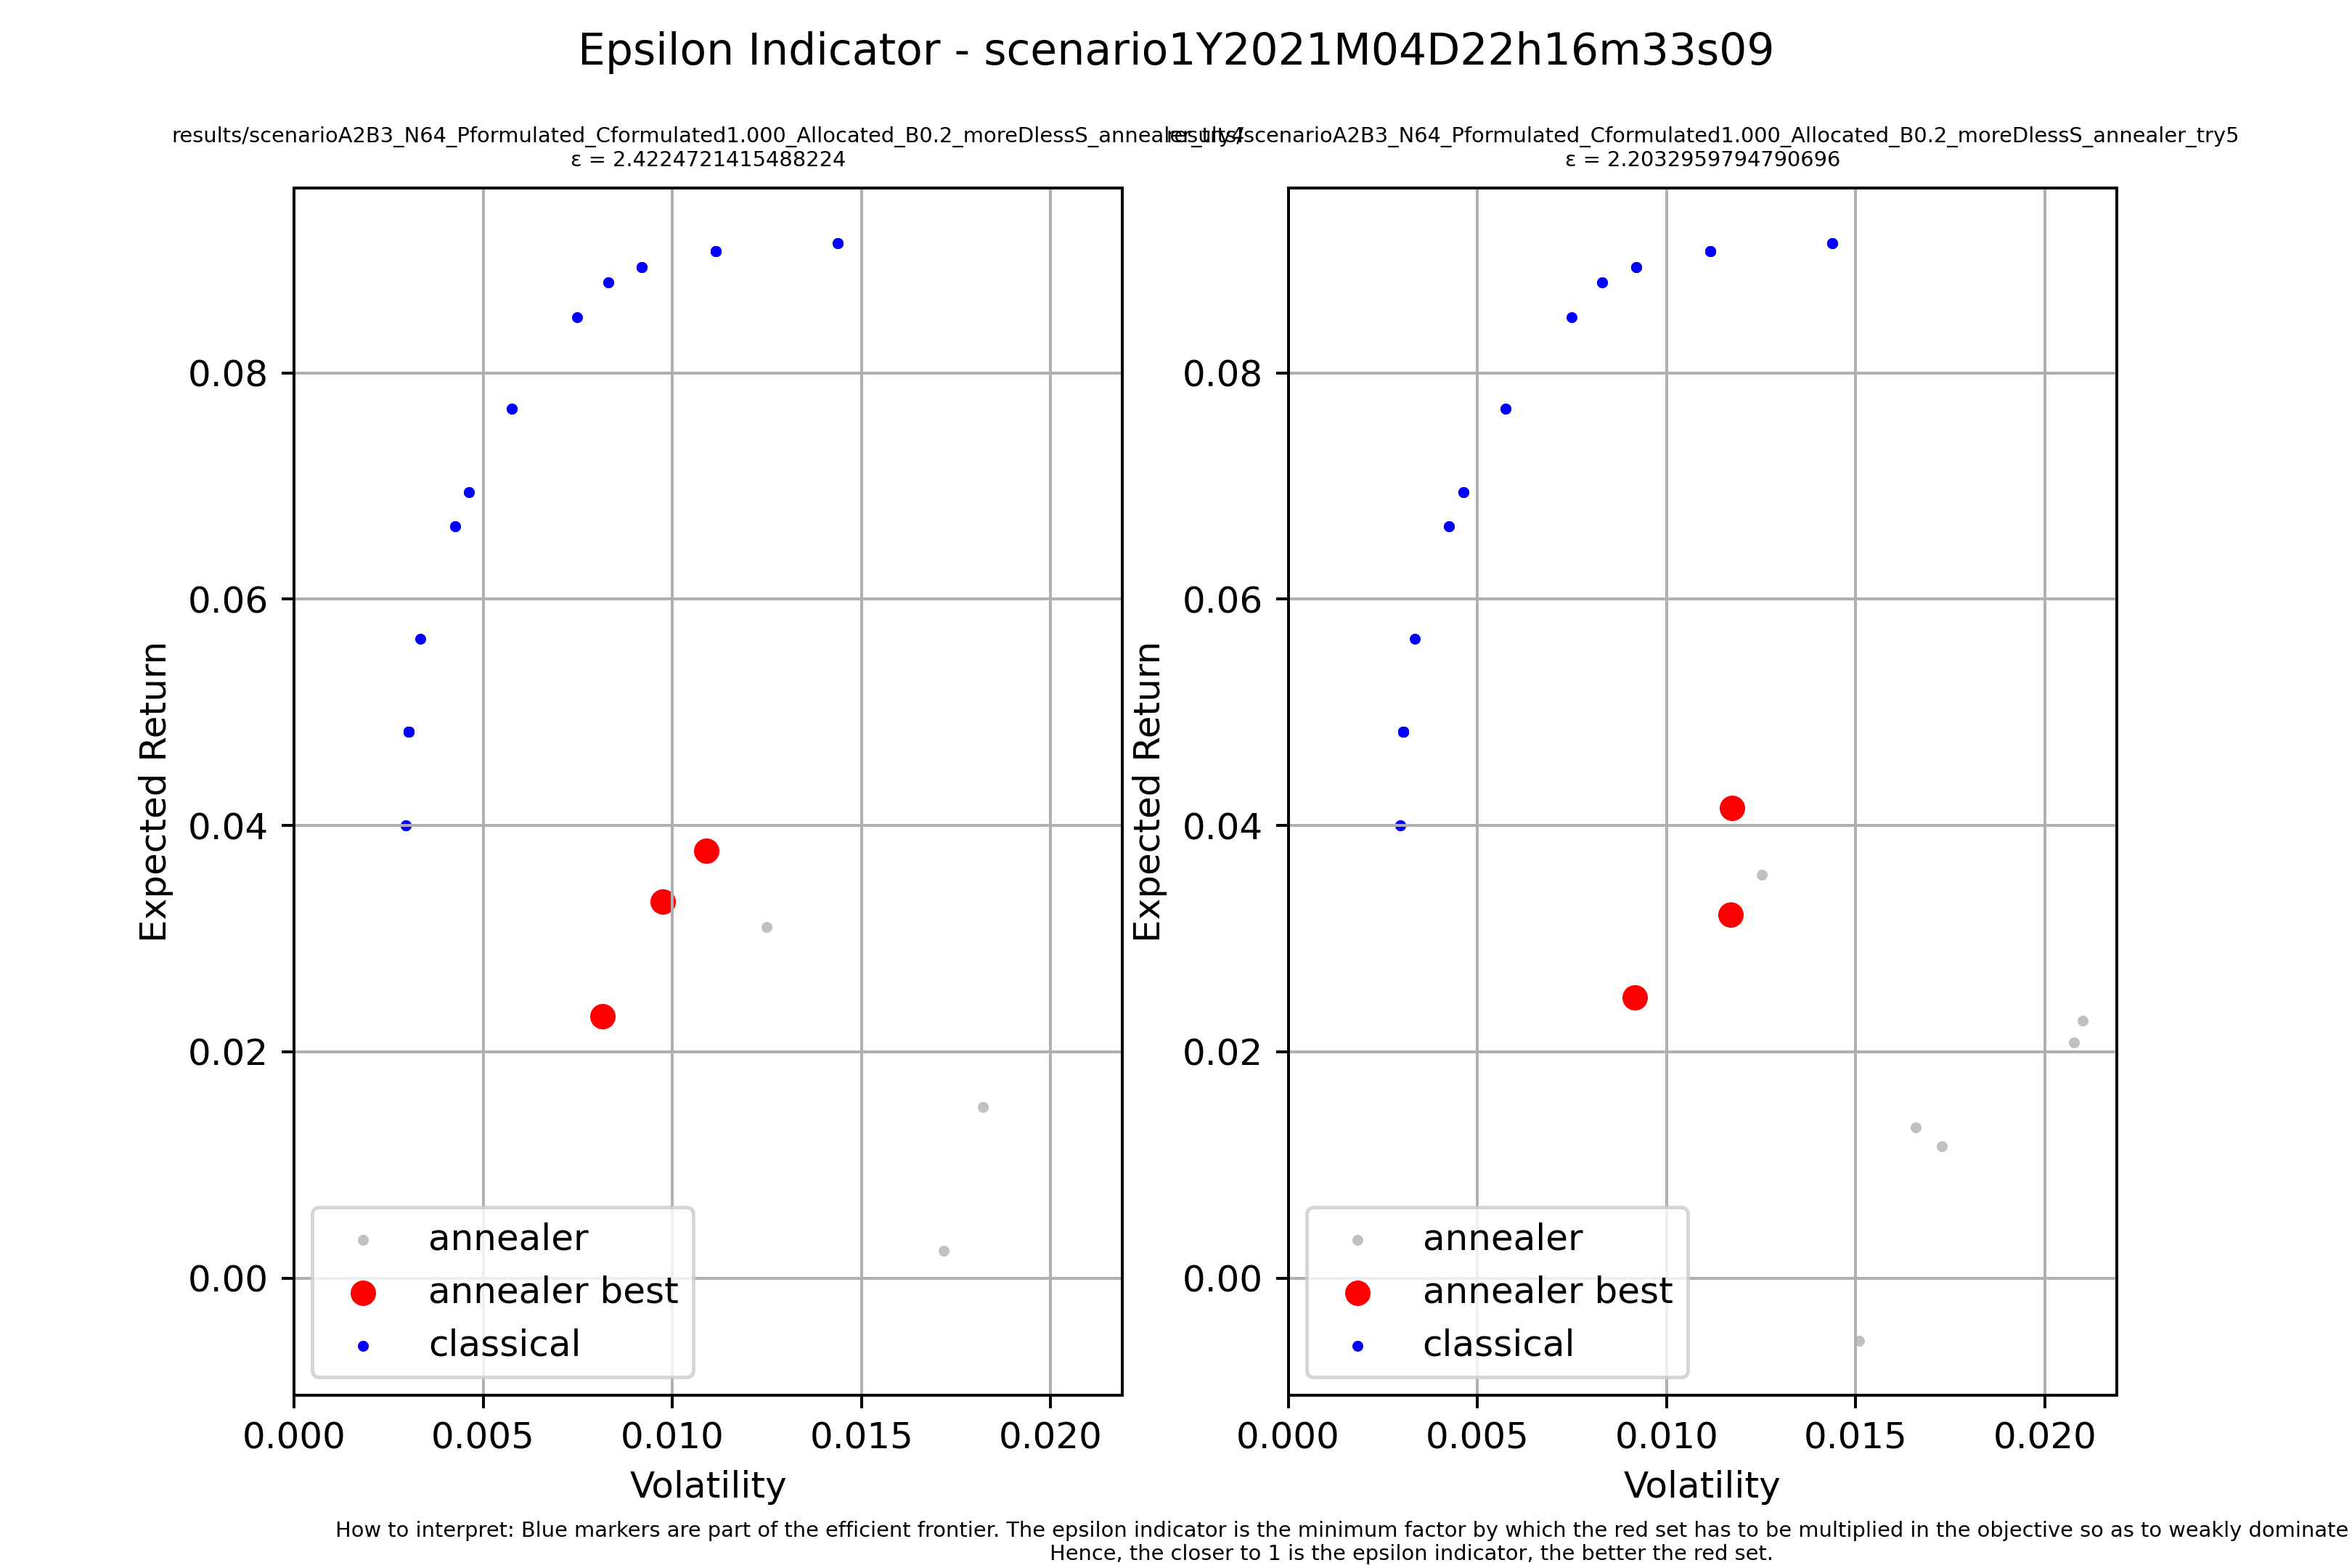 Epsilon Indicator - scenario1Y2021M04D22h16m33s09
results/scenarioA2B3_N64_Pformulated_Cformulated1.000_Allocated_B0.2_moreDlessS_annealer_try4
ε = 2.4224721415488224
results/scenarioA2B3_N64_Pformulated_Cformulated1.000_Allocated_B0.2_moreDlessS_annealer_try5
ε = 2.2032959794790696
Expected Return
0.08
0.06
0.04
0.02
0.00
annealer
annealer best
classical
0.000 0.005 0.010 0.015 0.020
Volatility
Expected Return
0.08
0.06
0.04
0.02
0.00
annealer
annealer best
classical
0.000 0.005 0.010 0.015 0.020
Volatility
How to interpret: Blue markers are part of the efficient frontier. The epsilon indicator is the minimum factor by which the red set has to be multiplied in the objective so as to weakly dominate
Hence, the closer to 1 is the epsilon indicator, the better the red set.